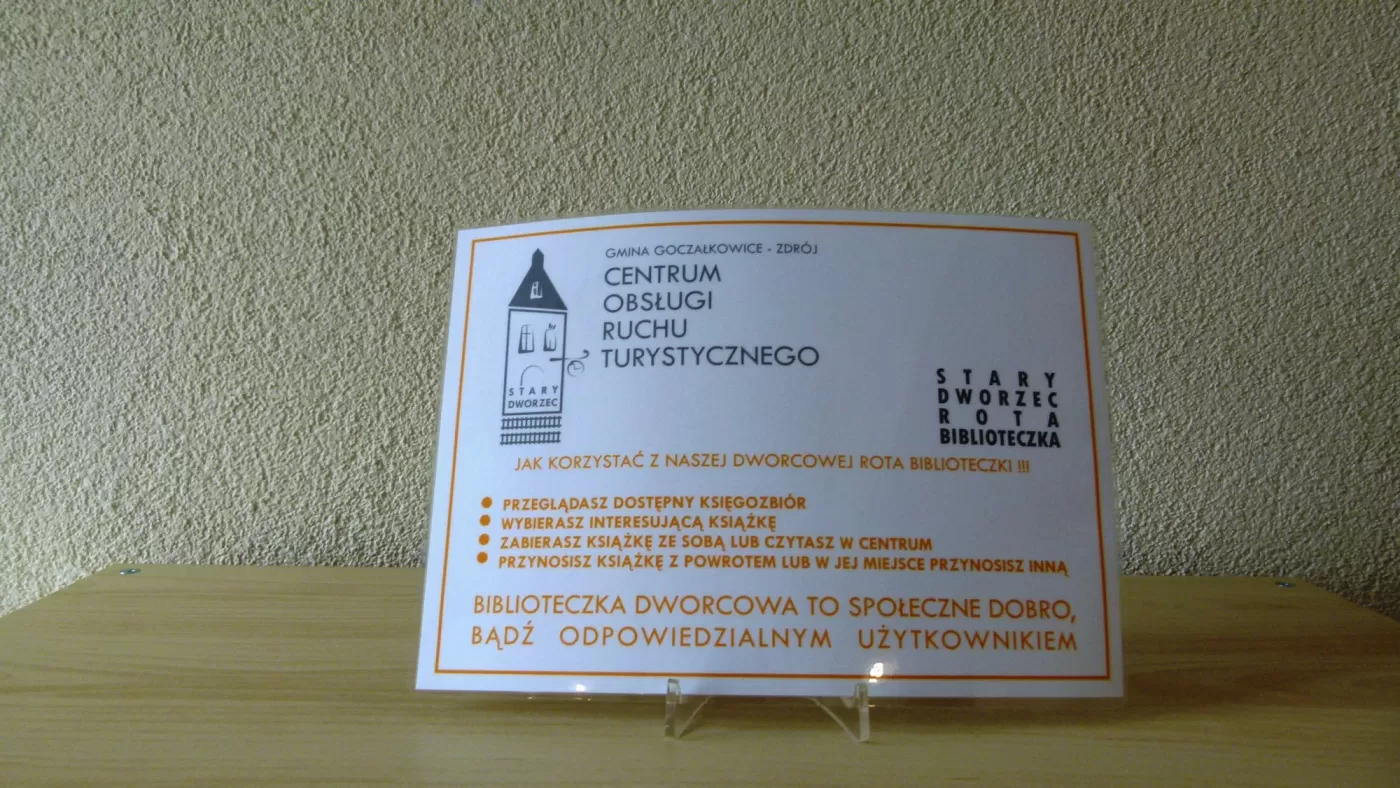 GMINA GOCZAŁKOWICE - ZDRÓJ
CENTRUM
OBSŁUGI
RUCHU
TURYSTYCZNEGO
STARY
DWORZEC
STARY
DWORZEC
ROTA
BIBLIOTECZKA
JAK KORZYSTAĆ Z NASZEJ DWORCOWEJ ROTA BIBLIOTECZKI !!!
● PRZEGLĄDASZ DOSTĘPNY KSIĘGOZBIÓR
● WYBIERASZ INTERESUJĄCĄ KSIĄŻKĘ
● ZABIERASZ KSIĄŻKĘ ZE SOBĄ LUB CZYTASZ W CENTRUM
● PRZYNOSISZ KSIĄŻKĘ Z POWROTEM LUB W JEJ MIEJSCE PRZYNOSISZ INNĄ
BIBLIOTECZKA DWORCOWA TO SPOŁECZNE DOBRO,
BĄDŹ ODPOWIEDZIALNYM UŻYTKOWNIKIEM